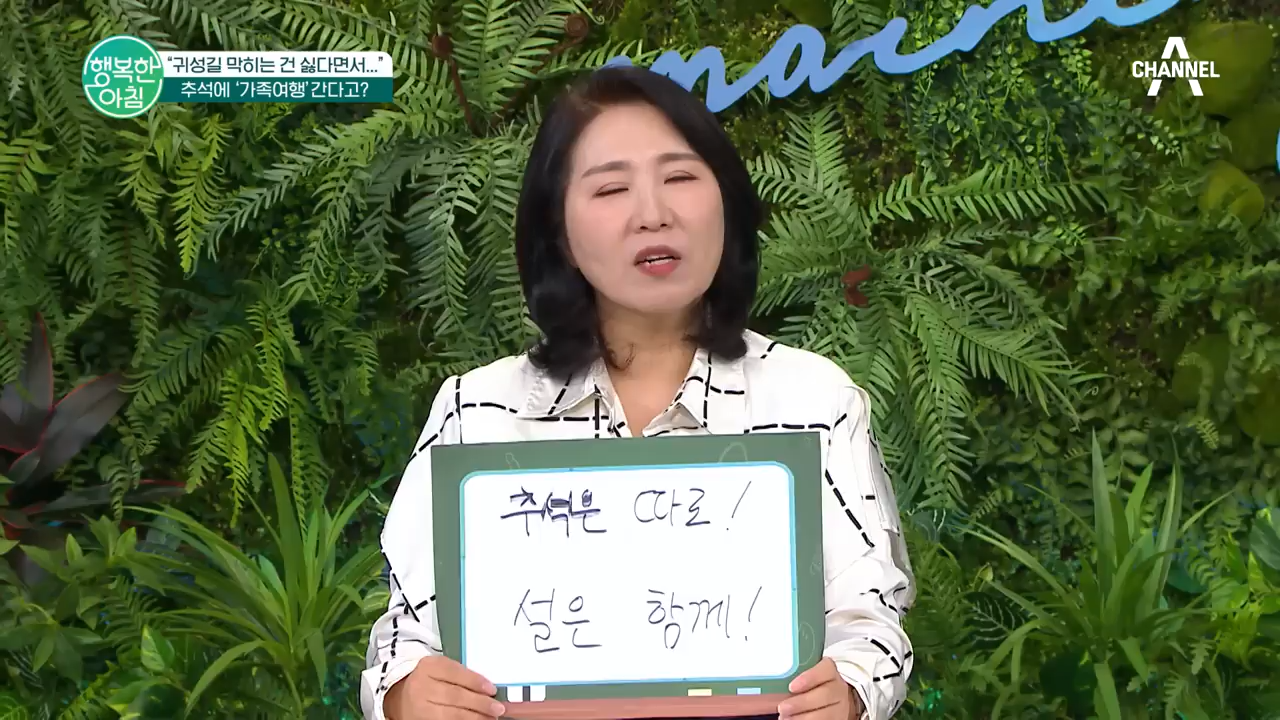 행복한
아침
“귀성길 막히는 건 싫다면서...”
추석에 ‘가족여행’ 간다고?
CHANNEL A
추석은 따로!
설은 함께!